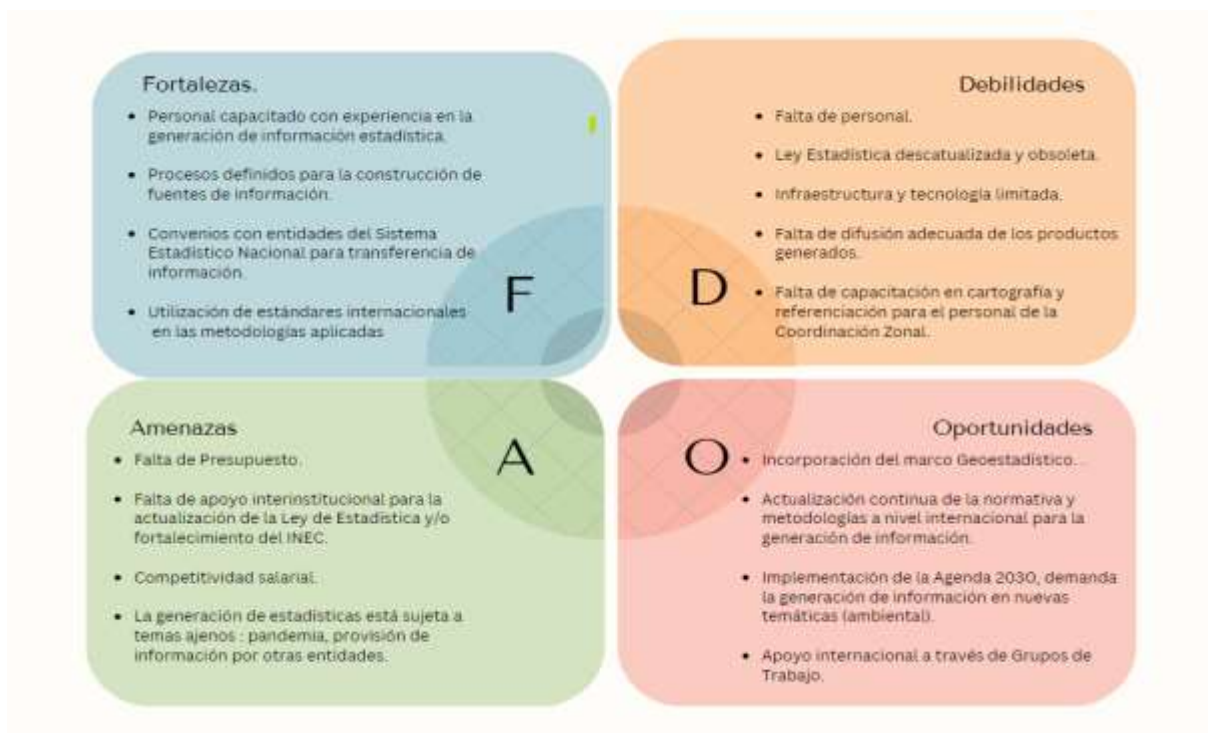 Fortalezas.
• Personal capacitado con experiencia en la
generación de información estadística.
• Procesos definidos para la construcción de
fuentes de información.
• Convenios con entidades del Sistema
Estadístico Nacional para transferencia de
información.
• Utilización de estándares internacionales
en las metodologías aplicadas
F
Debilidades
• Falta de personal.
• Ley Estadística descatualizada y obsoleta.
• Infraestructura y tecnología limitada.
• Falta de difusión adecuada de los productos
generados.
• Falta de capacitación en cartografía y
referenciación para el personal de la
Coordinación Zonal.
D
Amenazas
• Falta de Presupuesto.
• Falta de apoyo interinstitucional para la
actualización de la Ley de Estadística y/o
fortalecimiento del INEC.
• Competitividad salarial.
• La generación de estadísticas está sujeta a
temas ajenos : pandemia, provisión de
información por otras entidades.
A
Oportunidades
• Incorporación del marco Geoestadístico.
• Actualización continua de la normativa y
metodologías a nivel internacional para la
generación de información.
• Implementación de la Agenda 2030, demanda
la generación de información en nuevas
temáticas (ambiental).
• Apoyo internacional a través de Grupos de
Trabajo.
O